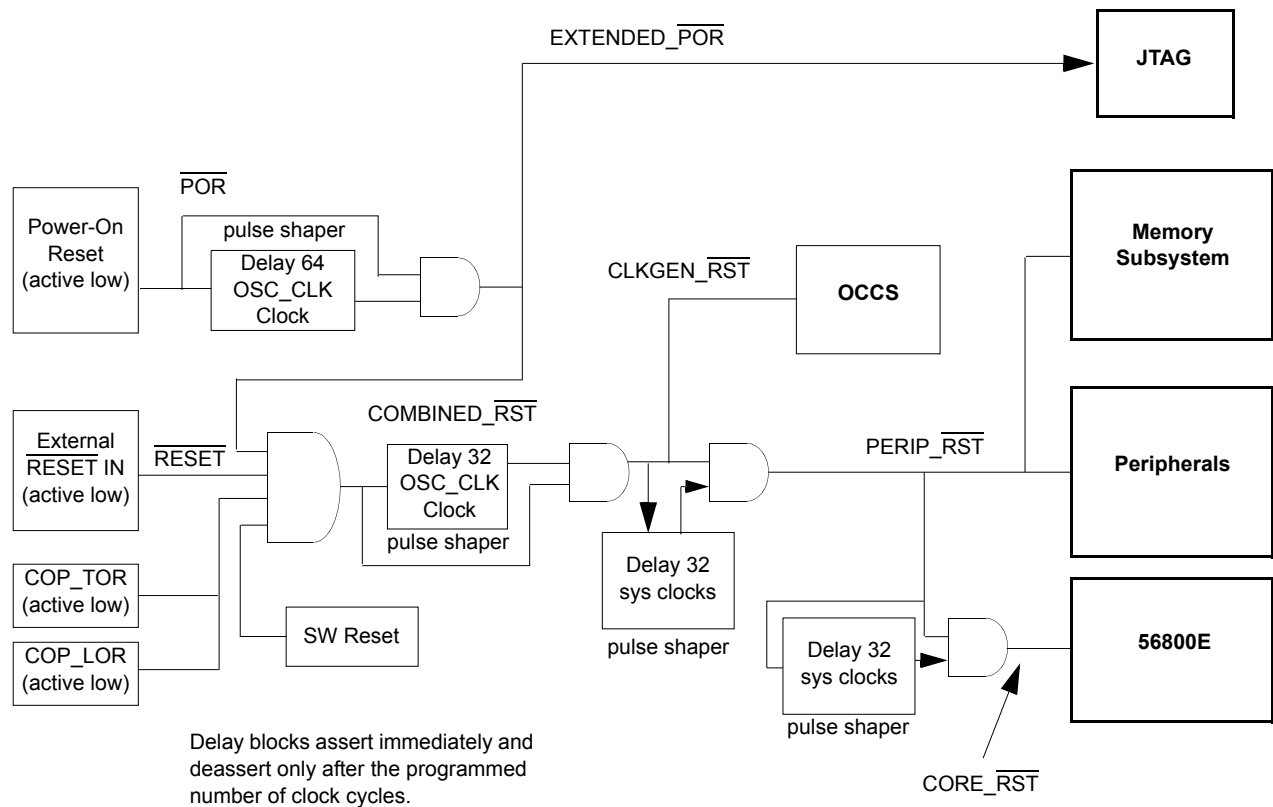 EXTENDED_POR
JTAG
POR
Power-On
Reset
(active low)
pulse shaper
Delay 64
OSC_CLK
Clock
CLKGEN_RST
OCCS
Memory
Subsystem
External
RESET IN
(active low)
RESET
COMBINED_RST
Delay 32
OSC_CLK
Clock
pulse shaper
PERIP_RST
Peripherals
COP_TOR
(active low)
SW Reset
COP_LOR
(active low)
Delay 32
sys clocks
pulse shaper
Delay 32
sys clocks
pulse shaper
56800E
CORE_RST
Delay blocks assert immediately and
deassert only after the programmed
number of clock cycles.